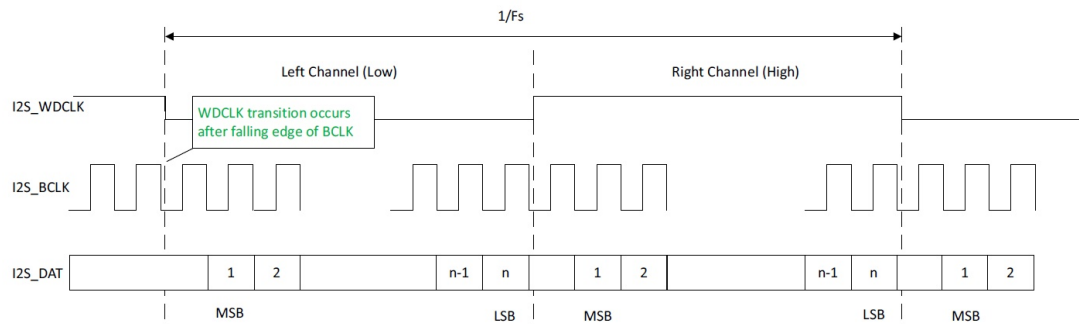 1/Fs
Left Channel (Low)
Right Channel (High)
I2S_WDCLK
WDCLK transition occurs
after falling edge of BCLK
I2S_BCLK
I2S_DAT
1 2 n-1 n 1 2 n-1 n 1 2
MSB LSB MSB LSB MSB